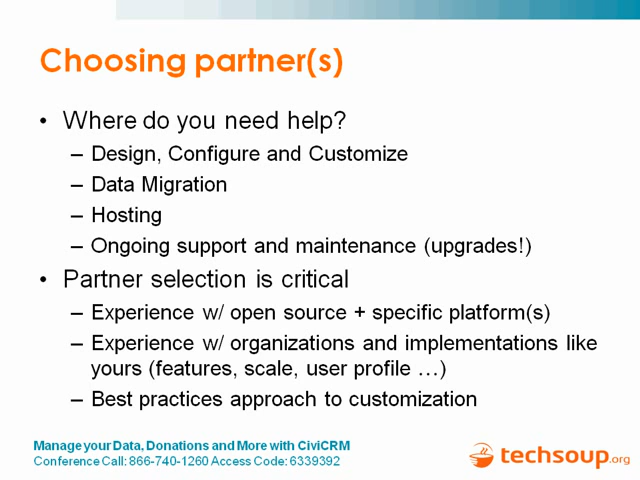 Choosing partner(s)
• Where do you need help?
– Design, Configure and Customize
– Data Migration
– Hosting
– Ongoing support and maintenance (upgrades!)
• Partner selection is critical
– Experience w/ open source + specific platform(s)
– Experience w/ organizations and implementations like
yours (features, scale, user profile …)
– Best practices approach to customization
Manage your Data, Donations and More with CiviCRM
Conference Call: 866-740-1260 Access Code: 6339392
techsoup.org